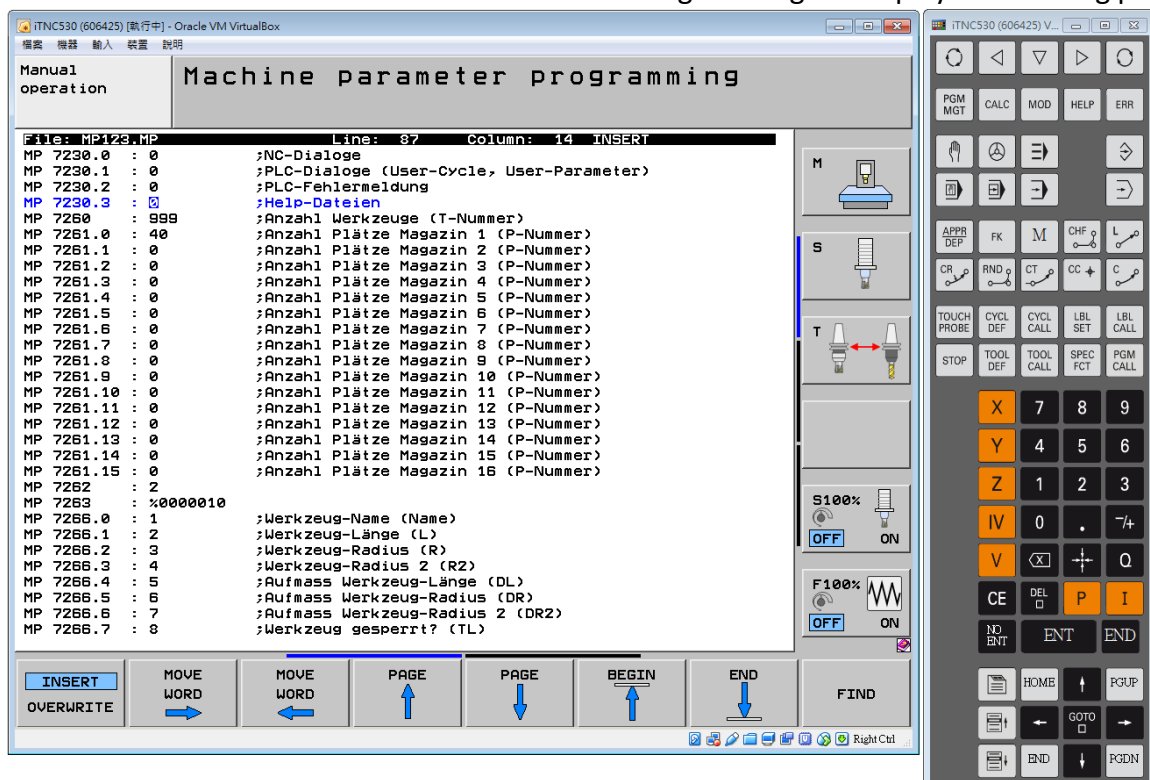 iTNC530 (606425) [執行中] - Oracle VM VirtualBox
檔案 機器 輸入 裝置 說明
Manual operation
Machine parameter programming
File: MP123.MP Line: 87 Column: 14 INSERT
MP 7230.0 : 0 ;NC-Dialoge
MP 7230.1 : 0 ;PLC-Dialoge (User-Cycle, User-Parameter)
MP 7230.2 : 0 ;PLC-Fehlermeldung
MP 7230.3 : 0 ;Help-Dateien
MP 7260 : 999 ;Anzahl Werkzeuge (T-Nummer)
MP 7261.0 : 40 ;Anzahl Plätze Magazin 1 (P-Nummer)
MP 7261.1 : 0 ;Anzahl Plätze Magazin 2 (P-Nummer)
MP 7261.2 : 0 ;Anzahl Plätze Magazin 3 (P-Nummer)
MP 7261.3 : 0 ;Anzahl Plätze Magazin 4 (P-Nummer)
MP 7261.4 : 0 ;Anzahl Plätze Magazin 5 (P-Nummer)
MP 7261.5 : 0 ;Anzahl Plätze Magazin 6 (P-Nummer)
MP 7261.6 : 0 ;Anzahl Plätze Magazin 7 (P-Nummer)
MP 7261.7 : 0 ;Anzahl Plätze Magazin 8 (P-Nummer)
MP 7261.8 : 0 ;Anzahl Plätze Magazin 9 (P-Nummer)
MP 7261.9 : 0 ;Anzahl Plätze Magazin 10 (P-Nummer)
MP 7261.10 : 0 ;Anzahl Plätze Magazin 11 (P-Nummer)
MP 7261.11 : 0 ;Anzahl Plätze Magazin 12 (P-Nummer)
MP 7261.12 : 0 ;Anzahl Plätze Magazin 13 (P-Nummer)
MP 7261.13 : 0 ;Anzahl Plätze Magazin 14 (P-Nummer)
MP 7261.14 : 0 ;Anzahl Plätze Magazin 15 (P-Nummer)
MP 7261.15 : 0 ;Anzahl Plätze Magazin 16 (P-Nummer)
MP 7262 : 2
MP 7263 : %0000010
MP 7266.0 : 1 ;Werkzeug-Name (Name)
MP 7266.1 : 2 ;Werkzeug-Länge (L)
MP 7266.2 : 3 ;Werkzeug-Radius (R)
MP 7266.3 : 4 ;Werkzeug-Radius 2 (R2)
MP 7266.4 : 5 ;Aufmass Werkzeug-Länge (DL)
MP 7266.5 : 6 ;Aufmass Werkzeug-Radius (DR)
MP 7266.6 : 7 ;Aufmass Werkzeug-Radius 2 (DR2)
MP 7266.7 : 8 ;Werkzeug gesperrt? (TL)
M
S
T
S100%
OFF ON
F100%
OFF ON
INSERT OVERWRITE
MOVE WORD
MOVE WORD
PAGE
PAGE
BEGIN
END
FIND
Right Ctrl
iTNC530 (606425) V...
PGM MGT CALC MOD HELP ERR
APPR DEP FK M CHF L
CR RND CT CC C
TOUCH PROBE CYCL DEF CYCL CALL LBL SET LBL CALL
STOP TOOL DEF TOOL CALL SPEC FCT PGM CALL
X 7 8 9
Y 4 5 6
Z 1 2 3
IV 0 . -/+
V X Q
CE DEL P I
NO ENT ENT END
HOME PGUP
GOTO
END PGDN